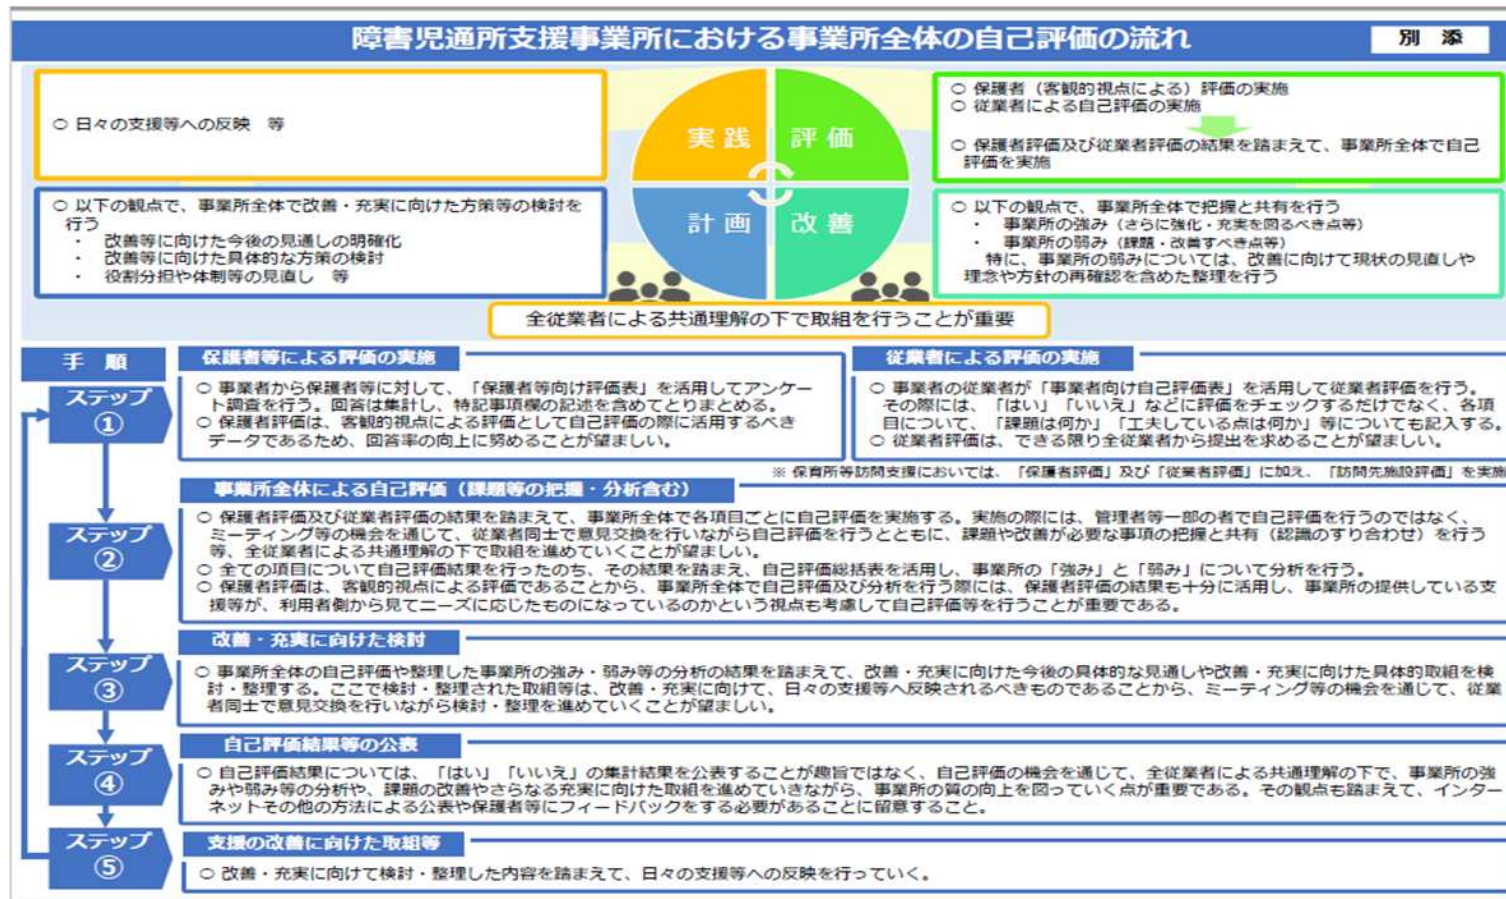 障害児通所支援事業所における事業所全体の自己評価の流れ
別 添
○ 日々の支援等への反映 等
実 践
評 価
○ 保護者（客観的視点による）評価の実施
○ 従業者による自己評価の実施
○ 保護者評価及び従業者評価の結果を踏まえて、事業所全体で自己
評価を実施
○ 以下の観点で、事業所全体で改善・充実に向けた方策等の検討を
行う
・ 改善等に向けた今後の見通しの明確化
・ 改善等に向けた具体的な方策の検討
・ 役割分担や体制等の見直し 等
計 画
改 善
○ 以下の観点で、事業所全体で把握と共有を行う
・ 事業所の強み（さらに強化・充実を図るべき点等）
・ 事業所の弱み（課題・改善すべき点等）
特に、事業所の弱みについては、改善に向けて現状の見直しや
理念や方針の再確認を含めた整理を行う
全従業者による共通理解の下で取組を行うことが重要
手 順
ステップ
①
保護者等による評価の実施
○ 事業者から保護者等に対して、「保護者等向け評価表」を活用してアンケー
ト調査を行う。回答は集計し、特記事項欄の記述を含めてとりまとめる。
○ 保護者評価は、客観的視点による評価として自己評価の際に活用するべき
データであるため、回答率の向上に努めることが望ましい。
従業者による評価の実施
○ 事業者の従業者が「事業者向け自己評価表」を活用して従業者評価を行う。
その際には、「はい」「いいえ」などに評価をチェックするだけでなく、各項
目について、「課題は何か」「工夫している点は何か」等についても記入する。
○ 従業者評価は、できる限り全従業者から提出を求めることが望ましい。
※ 保育所等訪問支援においては、「保護者評価」及び「従業者評価」に加え、「訪問先施設評価」を実施
ステップ
②
事業所全体による自己評価（課題等の把握・分析含む）
○ 保護者評価及び従業者評価の結果を踏まえて、事業所全体で各項目ごとに自己評価を実施する。実施の際には、管理者等一部の者で自己評価を行うのではなく、
ミーティング等の機会を通じて、従業者同士で意見交換を行いながら自己評価を行うとともに、課題や改善が必要な事項の把握と共有（認識のすり合わせ）を行う
等、全従業者による共通理解の下で取組を進めていくことが望ましい。
○ 全ての項目について自己評価結果を行ったのち、その結果を踏まえ、自己評価総括表を活用し、事業所の「強み」と「弱み」について分析を行う。
○ 保護者評価は、客観的視点による評価であることから、事業所全体で自己評価及び分析を行う際には、保護者評価の結果も十分に活用し、事業所の提供している支
援等が、利用者側から見てニーズに応じたものになっているのかという視点も考慮して自己評価等を行うことが重要である。
ステップ
③
改善・充実に向けた検討
○ 事業所全体の自己評価や整理した事業所の強み・弱み等の分析の結果を踏まえて、改善・充実に向けた今後の具体的な見通しや改善・充実に向けた具体的取組を検
討・整理する。ここで検討・整理された取組等は、改善・充実に向けて、日々の支援等へ反映されるべきものであることから、ミーティング等の機会を通じて、従業
者同士で意見交換を行いながら検討・整理を進めていくことが望ましい。
ステップ
④
自己評価結果等の公表
○ 自己評価結果については、「はい」「いいえ」の集計結果を公表することが趣旨ではなく、自己評価の機会を通じて、全従業者による共通理解の下で、事業所の強
みや弱み等の分析や、課題の改善やさらなる充実に向けた取組を進めていきながら、事業所の質の向上を図っていく点が重要である。その観点も踏まえて、インター
ネットその他の方法による公表や保護者等にフィードバックをする必要があることに留意すること。
ステップ
⑤
支援の改善に向けた取組等
○ 改善・充実に向けて検討・整理した内容を踏まえて、日々の支援等への反映を行っていく。